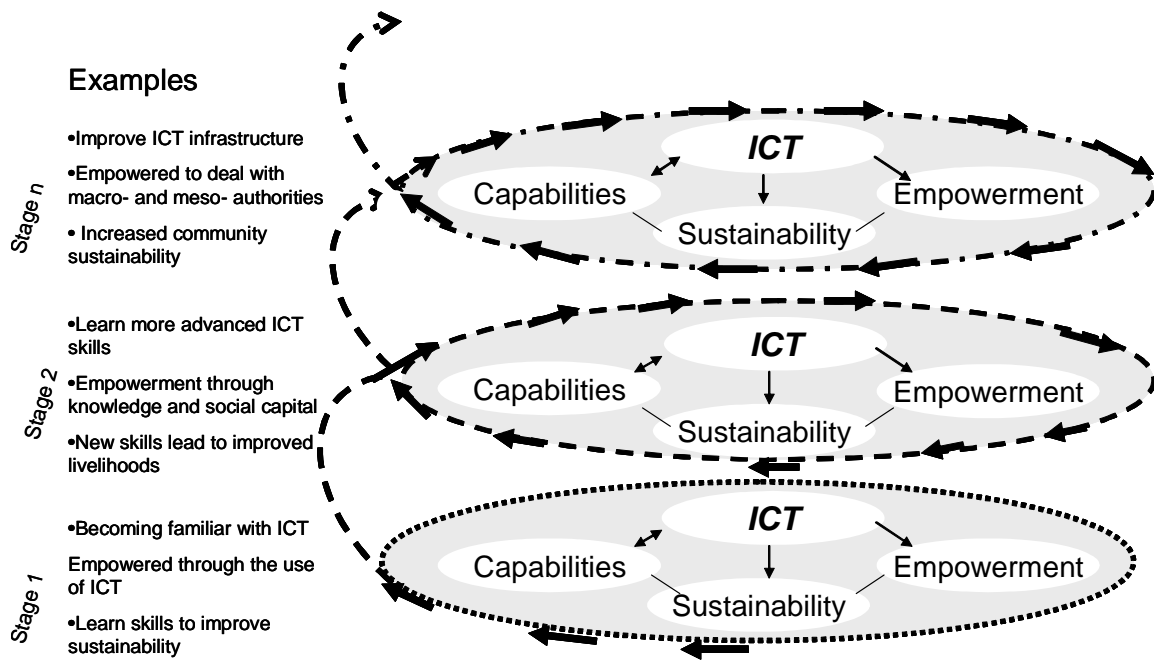 Examples
Stage n
•Improve ICT infrastructure
•Empowered to deal with
macro- and meso- authorities
• Increased community
sustainability
ICT
Capabilities
Empowerment
Sustainability
Stage 2
•Learn more advanced ICT
skills
•Empowerment through
knowledge and social capital
•New skills lead to improved
livelihoods
ICT
Capabilities
Empowerment
Sustainability
Stage 1
•Becoming familiar with ICT
Empowered through the use
of ICT
•Learn skills to improve
sustainability
ICT
Capabilities
Empowerment
Sustainability